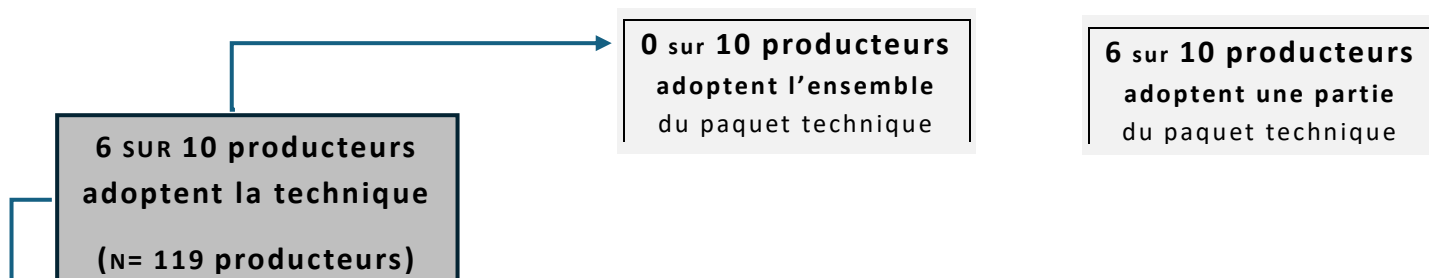 0 sur 10 producteurs
adoptent l’ensemble
du paquet technique
6 sur 10 producteurs
adoptent une partie
du paquet technique
6 SUR 10 producteurs
adoptent la technique
(N= 119 producteurs)